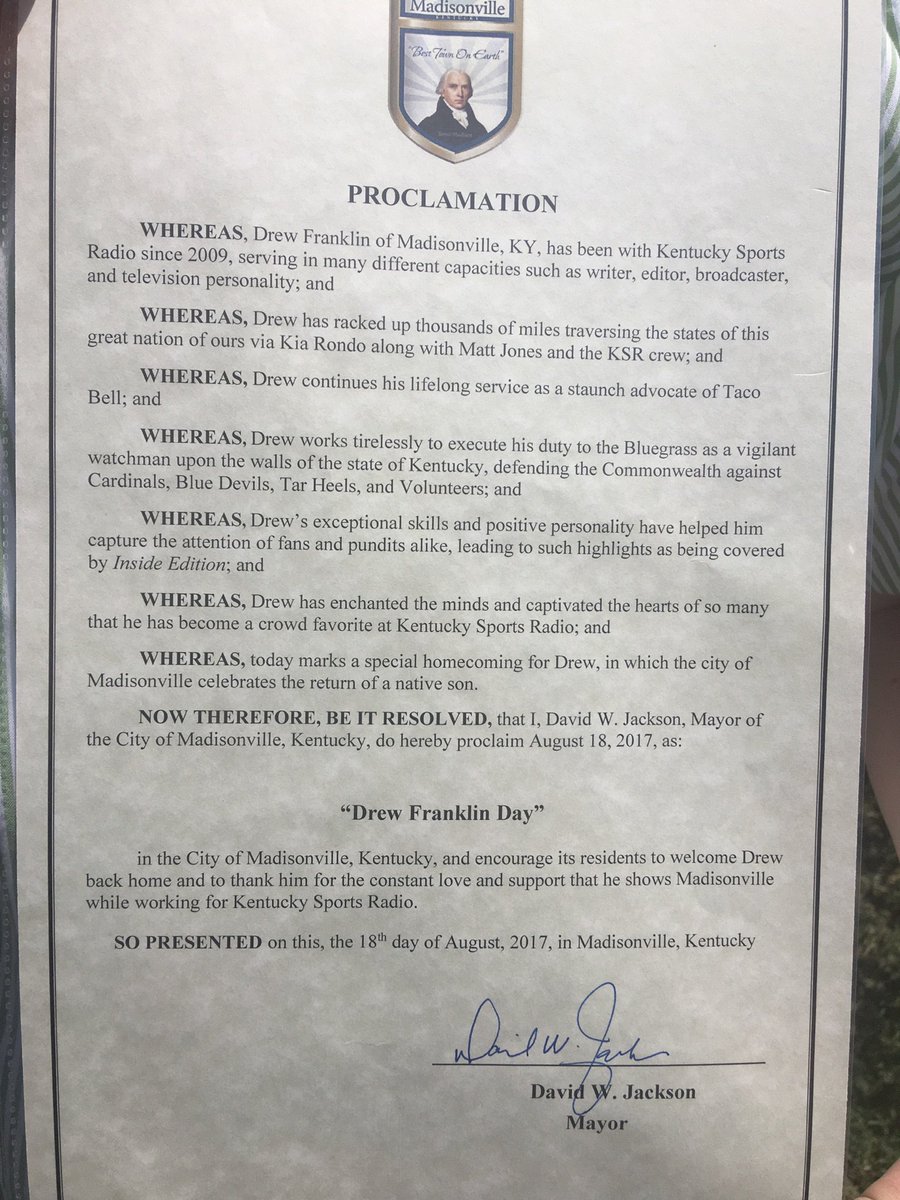 Madisonville
KENTUCKY
"Best Town On Earth"
James Madison
PROCLAMATION
WHEREAS, Drew Franklin of Madisonville, KY, has been with Kentucky Sports
Radio since 2009, serving in many different capacities such as writer, editor, broadcaster,
and television personality; and
WHEREAS, Drew has racked up thousands of miles traversing the states of this
great nation of ours via Kia Rondo along with Matt Jones and the KSR crew; and
WHEREAS, Drew continues his lifelong service as a staunch advocate of Taco
Bell; and
WHEREAS, Drew works tirelessly to execute his duty to the Bluegrass as a vigilant
watchman upon the walls of the state of Kentucky, defending the Commonwealth against
Cardinals, Blue Devils, Tar Heels, and Volunteers; and
WHEREAS, Drew's exceptional skills and positive personality have helped him
capture the attention of fans and pundits alike, leading to such highlights as being covered
by Inside Edition; and
WHEREAS, Drew has enchanted the minds and captivated the hearts of so many
that he has become a crowd favorite at Kentucky Sports Radio; and
WHEREAS, today marks a special homecoming for Drew, in which the city of
Madisonville celebrates the return of a native son.
NOW THEREFORE, BE IT RESOLVED, that I, David W. Jackson, Mayor of
the City of Madisonville, Kentucky, do hereby proclaim August 18, 2017, as:
“Drew Franklin Day”
in the City of Madisonville, Kentucky, and encourage its residents to welcome Drew
back home and to thank him for the constant love and support that he shows Madisonville
while working for Kentucky Sports Radio.
SO PRESENTED on this, the 18th day of August, 2017, in Madisonville, Kentucky
David W. Jackson
David W. Jackson
Mayor